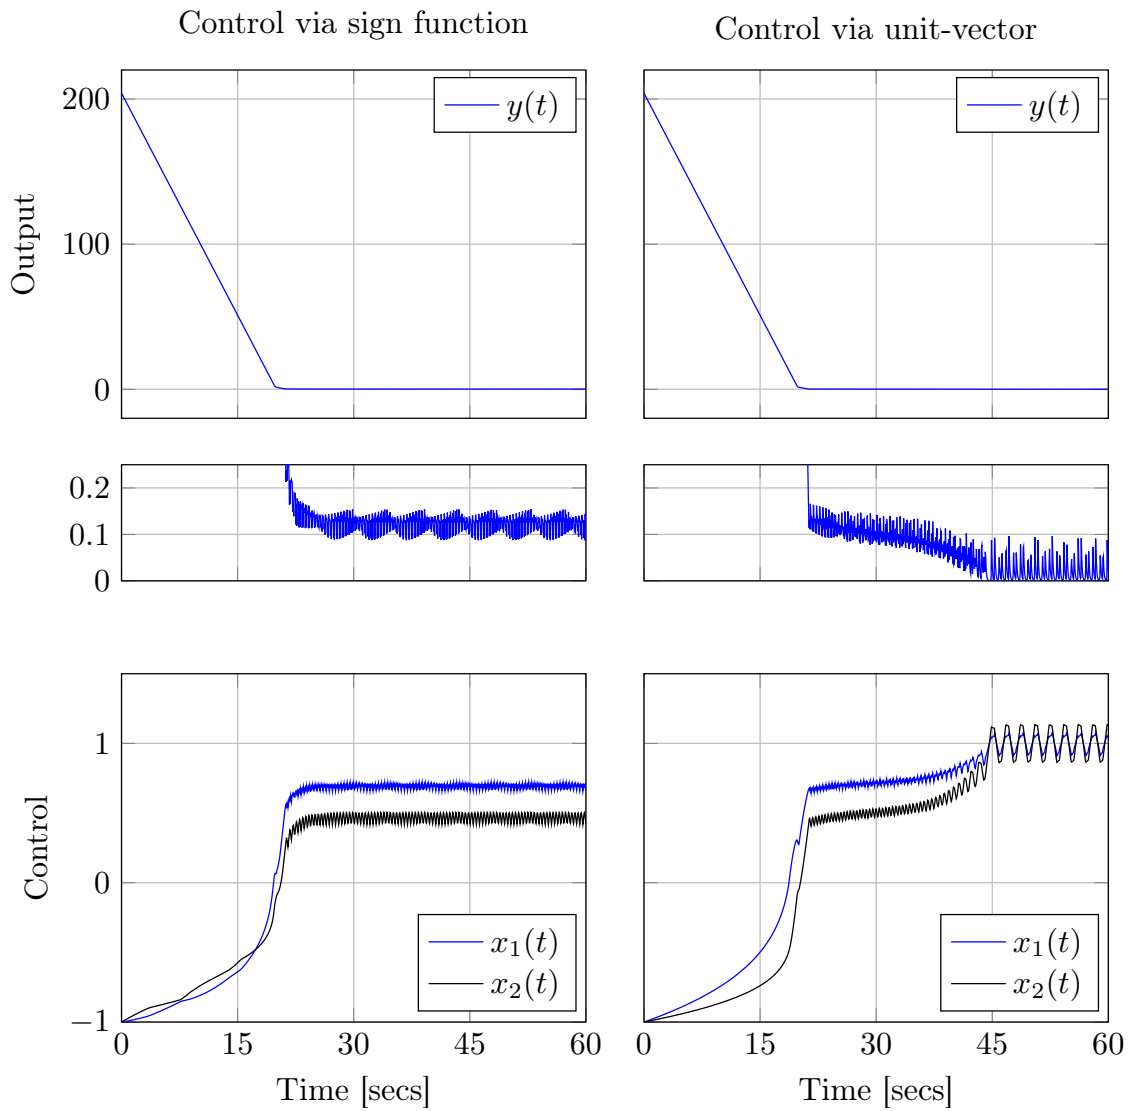 Control via sign function
Control via unit-vector
Output
200
100
0
y(t)
y(t)
0.2
0.1
0
Control
1
0
−1
x₁(t)
x₂(t)
x₁(t)
x₂(t)
0 15 30 45 60
0 15 30 45 60
Time [secs]
Time [secs]